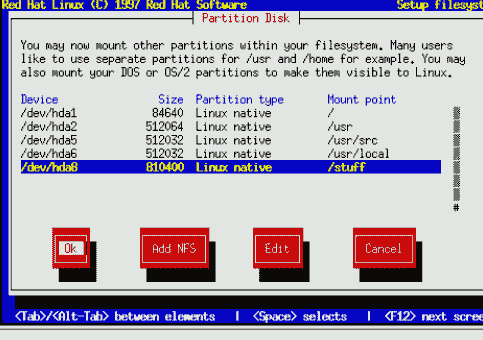 Red Hat Linux (C) 1997 Red Hat Software Setup filesyst
Partition Disk
You may now mount other partitions within your filesystem. Many users
like to use separate partitions for /usr and /home for example. You may
also mount your DOS or OS/2 partitions to make them visible to Linux.
Device Size Partition type Mount point
/dev/hda1 84640 Linux native /
/dev/hda2 512064 Linux native /usr
/dev/hda5 512032 Linux native /usr/src
/dev/hda6 512032 Linux native /usr/local
/dev/hda6 810400 Linux native /stuff
#
Ok Add NFS Edit Cancel
<Tab>/<Alt-Tab> between elements | <Space> selects | <F12> next scree